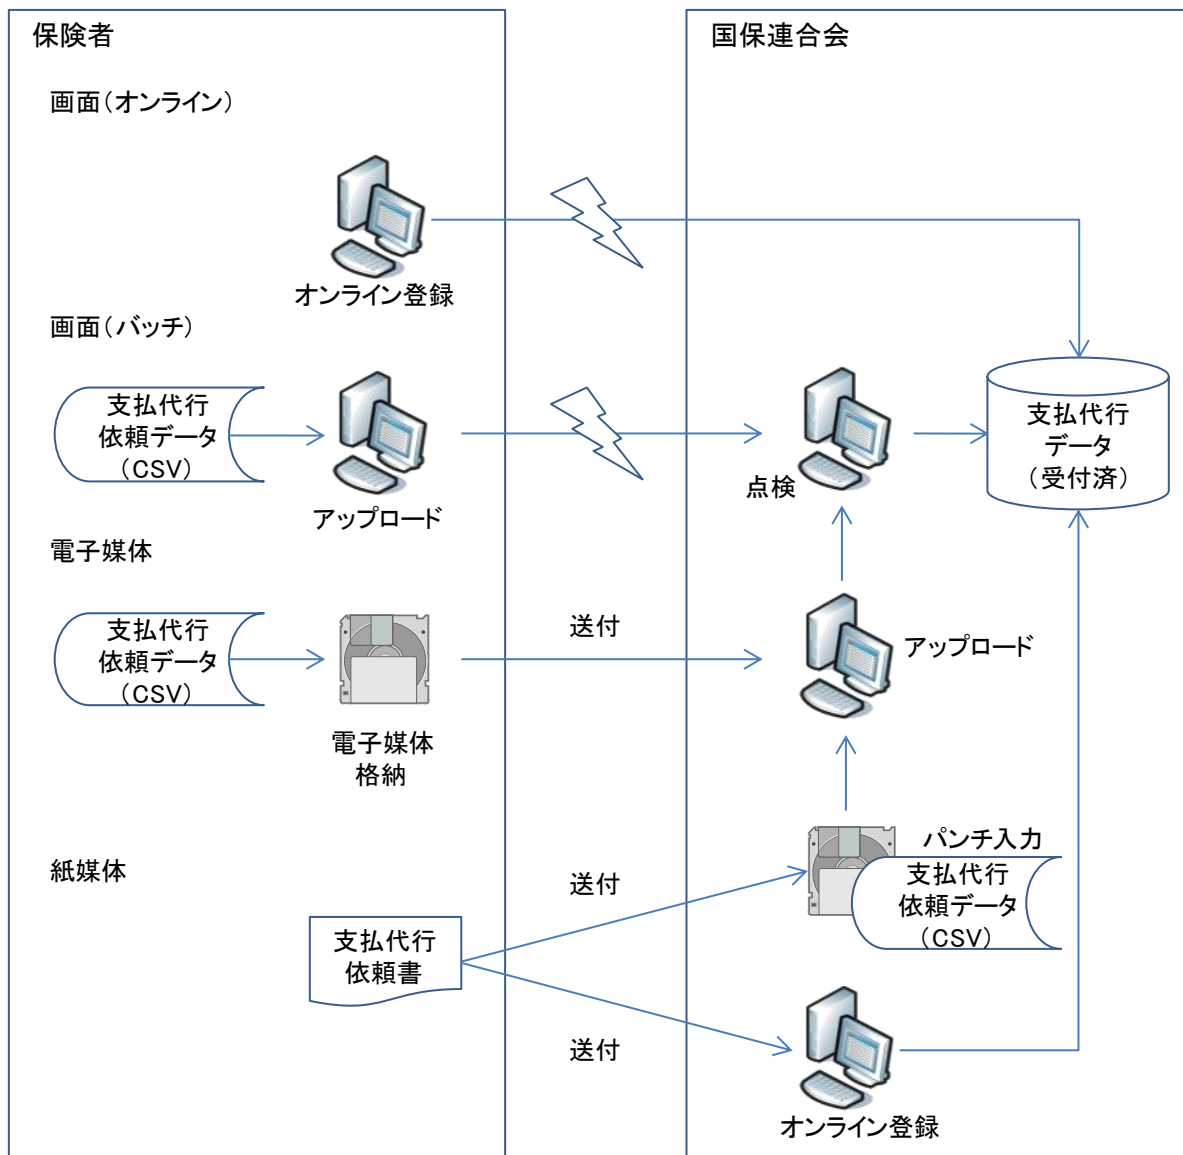 保険者
国保連合会
画面（オンライン）
オンライン登録
画面（バッチ）
支払代行
依頼データ
（CSV）
アップロード
点検
支払代行
データ
（受付済）
電子媒体
支払代行
依頼データ
（CSV）
電子媒体
格納
送付
アップロード
紙媒体
支払代行
依頼書
送付
パンチ入力
支払代行
依頼データ
（CSV）
送付
オンライン登録